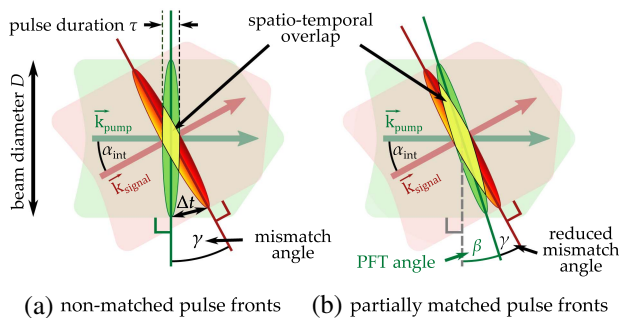 pulse duration τ
spatio-temporal
overlap
beam diameter D
k⃗pump
αint
k⃗signal
Δt
γ
mismatch
angle
(a) non-matched pulse fronts
k⃗pump
αint
k⃗signal
PFT angle
β
γ
reduced
mismatch
angle
(b) partially matched pulse fronts